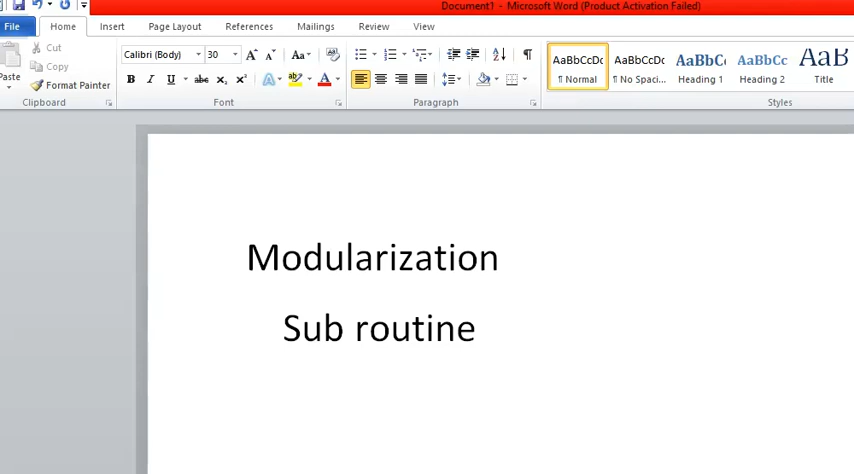 Document1 - Microsoft Word (Product Activation Failed)
File Home Insert Page Layout References Mailings Review View
Cut
Copy
Paste
Format Painter
Calibri (Body) 30
AaBbCcDc AaBbCcDc AaBbCc AaBbCc AaB
¶ Normal ¶ No Spaci... Heading 1 Heading 2 Title
Clipboard Font Paragraph Styles
Modularization
Sub routine